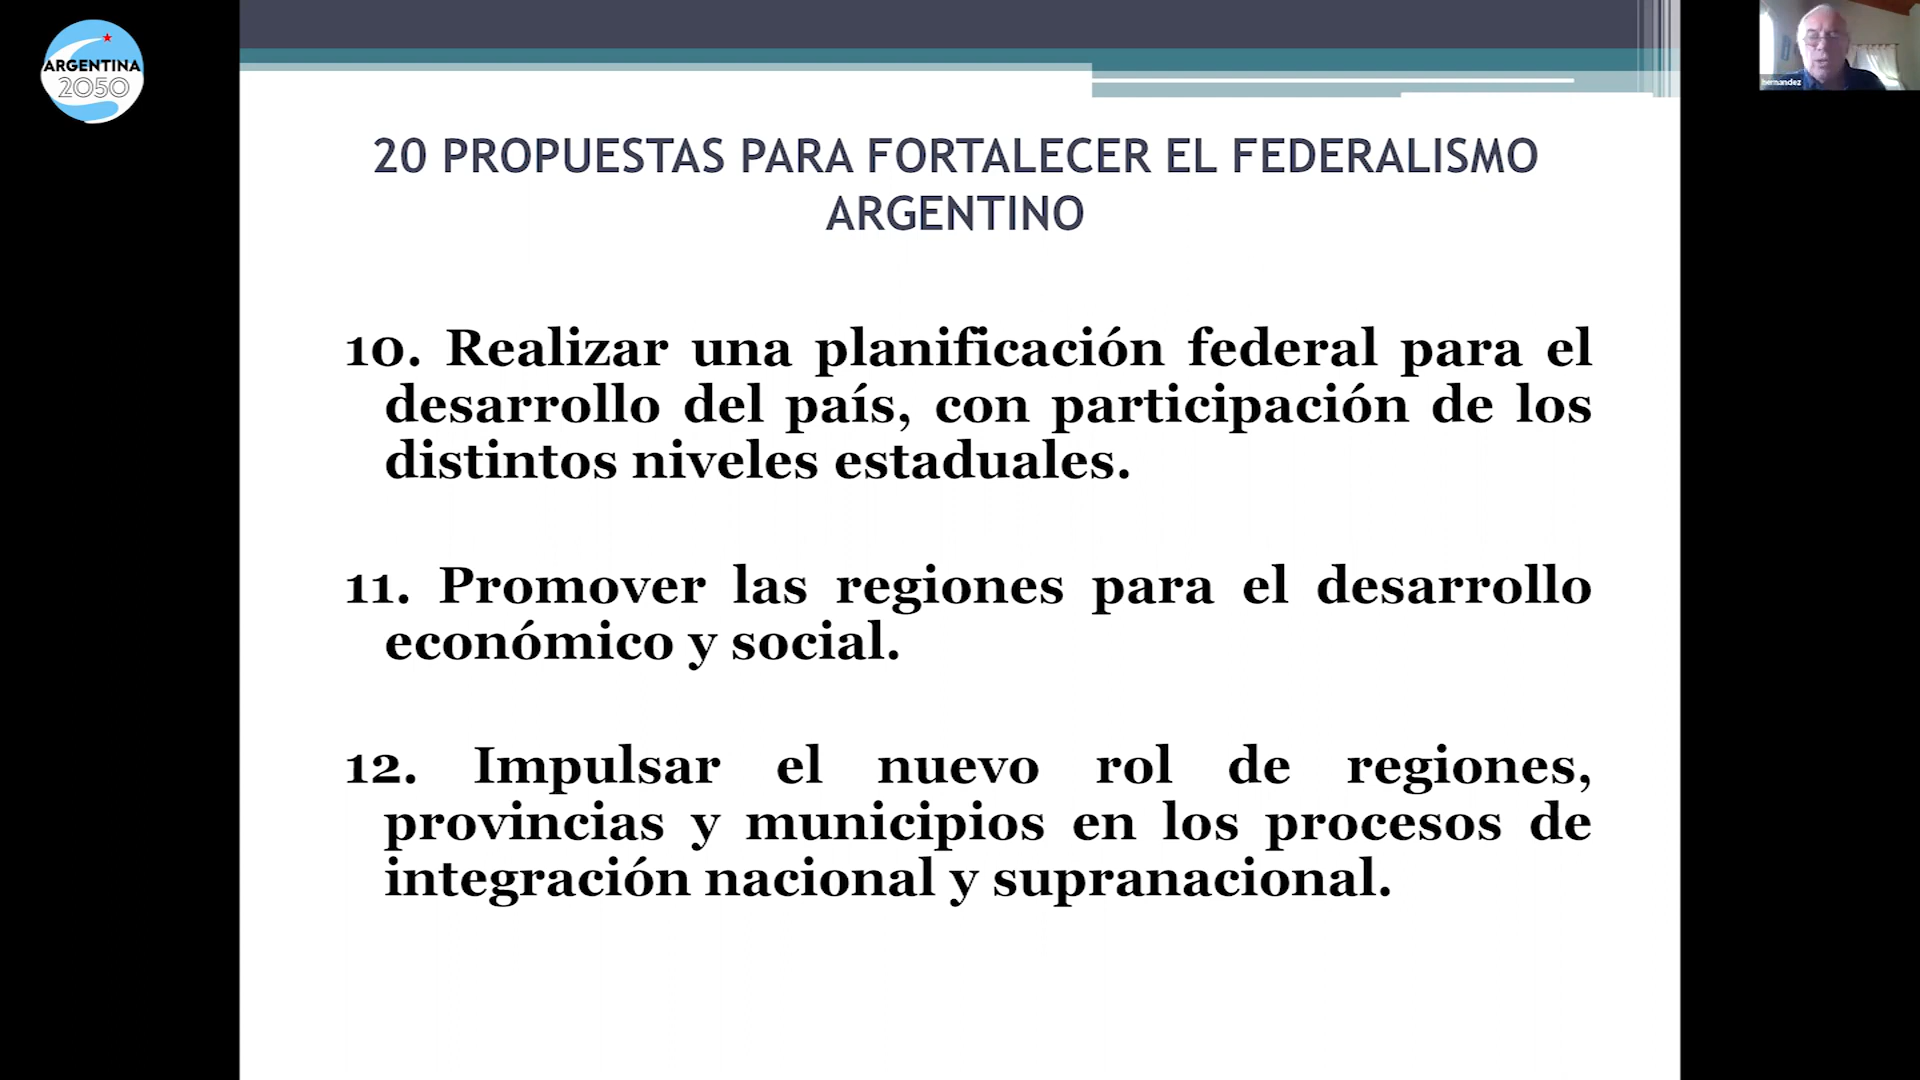 ARGENTINA
2050
hernandez
20 PROPUESTAS PARA FORTALECER EL FEDERALISMO
ARGENTINO
10. Realizar una planificación federal para el
desarrollo del país, con participación de los
distintos niveles estaduales.
11. Promover las regiones para el desarrollo
económico y social.
12. Impulsar el nuevo rol de regiones,
provincias y municipios en los procesos de
integración nacional y supranacional.